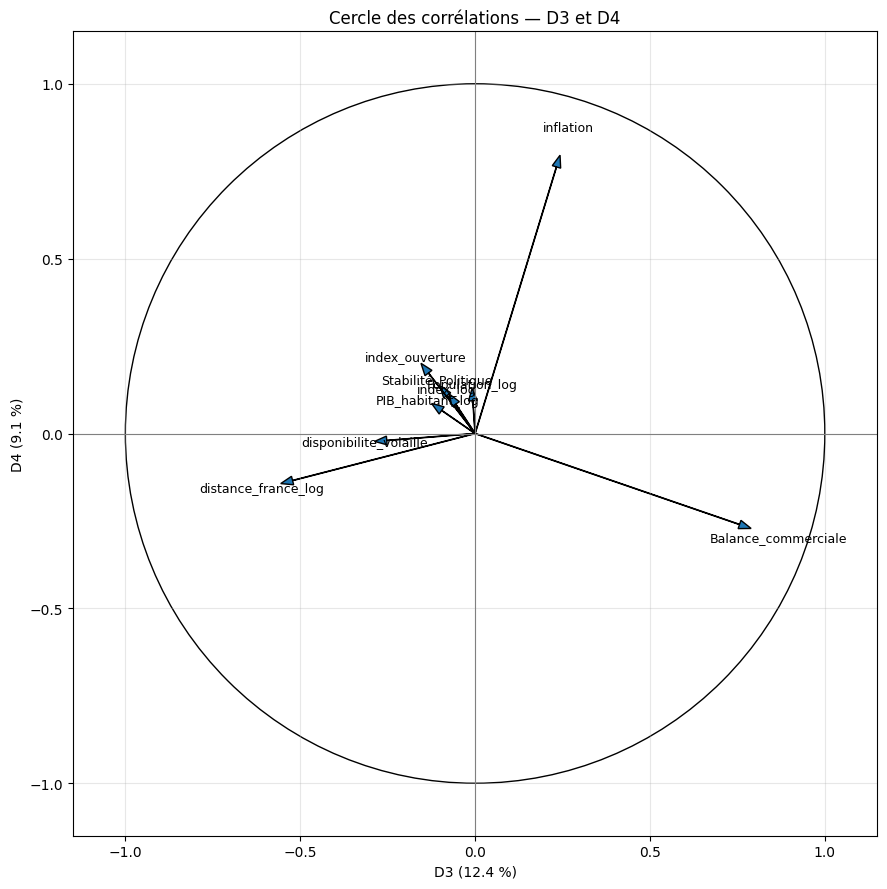 Cercle des corrélations — D3 et D4
1.0
inflation
0.5
index_ouverture
Stabilite_Politique
population_log
index_log
PIB_habitant_log
0.0
disponibilite_volaille
distance_france_log
Balance_commerciale
−0.5
−1.0
D4 (9.1 %)
−1.0
−0.5
0.0
0.5
1.0
D3 (12.4 %)